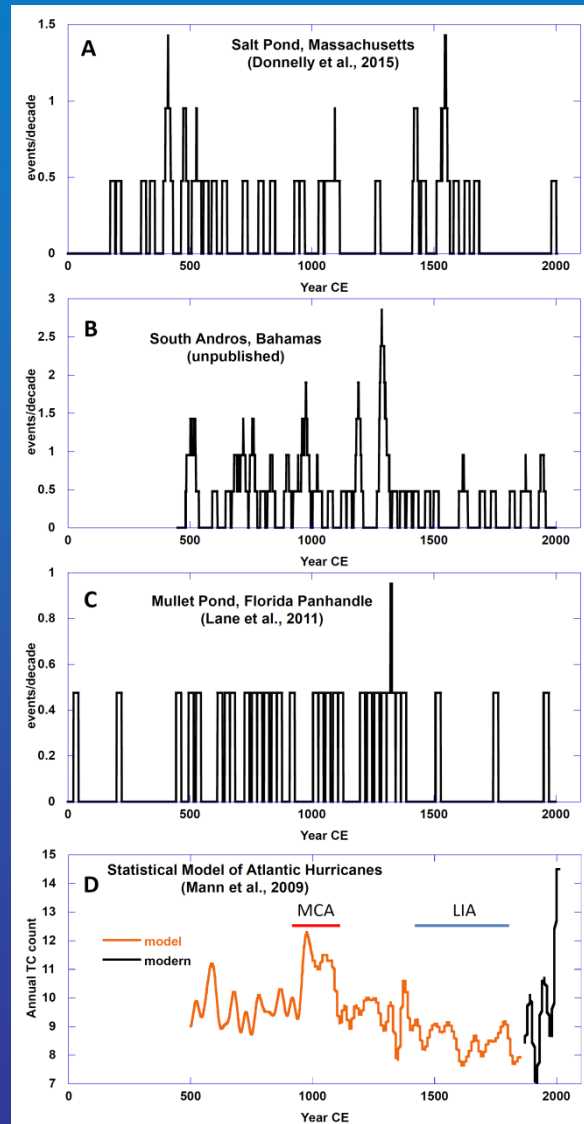 A
Salt Pond, Massachusetts
(Donnelly et al., 2015)
events/decade
1.5
1
0.5
0
0 500 1000 1500 2000
Year CE
B
South Andros, Bahamas
(unpublished)
events/decade
3
2.5
2
1.5
1
0.5
0
0 500 1000 1500 2000
Year CE
C
Mullet Pond, Florida Panhandle
(Lane et al., 2011)
events/decade
1
0.8
0.6
0.4
0.2
0
0 500 1000 1500 2000
Year CE
D
Statistical Model of Atlantic Hurricanes
(Mann et al., 2009)
MCA LIA
model
modern
Annual TC count
15
14
13
12
11
10
9
8
7
0 500 1000 1500 2000
Year CE